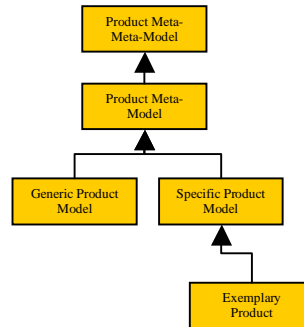 Product Meta-
Meta-Model
Product Meta-
Model
Generic Product
Model
Specific Product
Model
Exemplary
Product